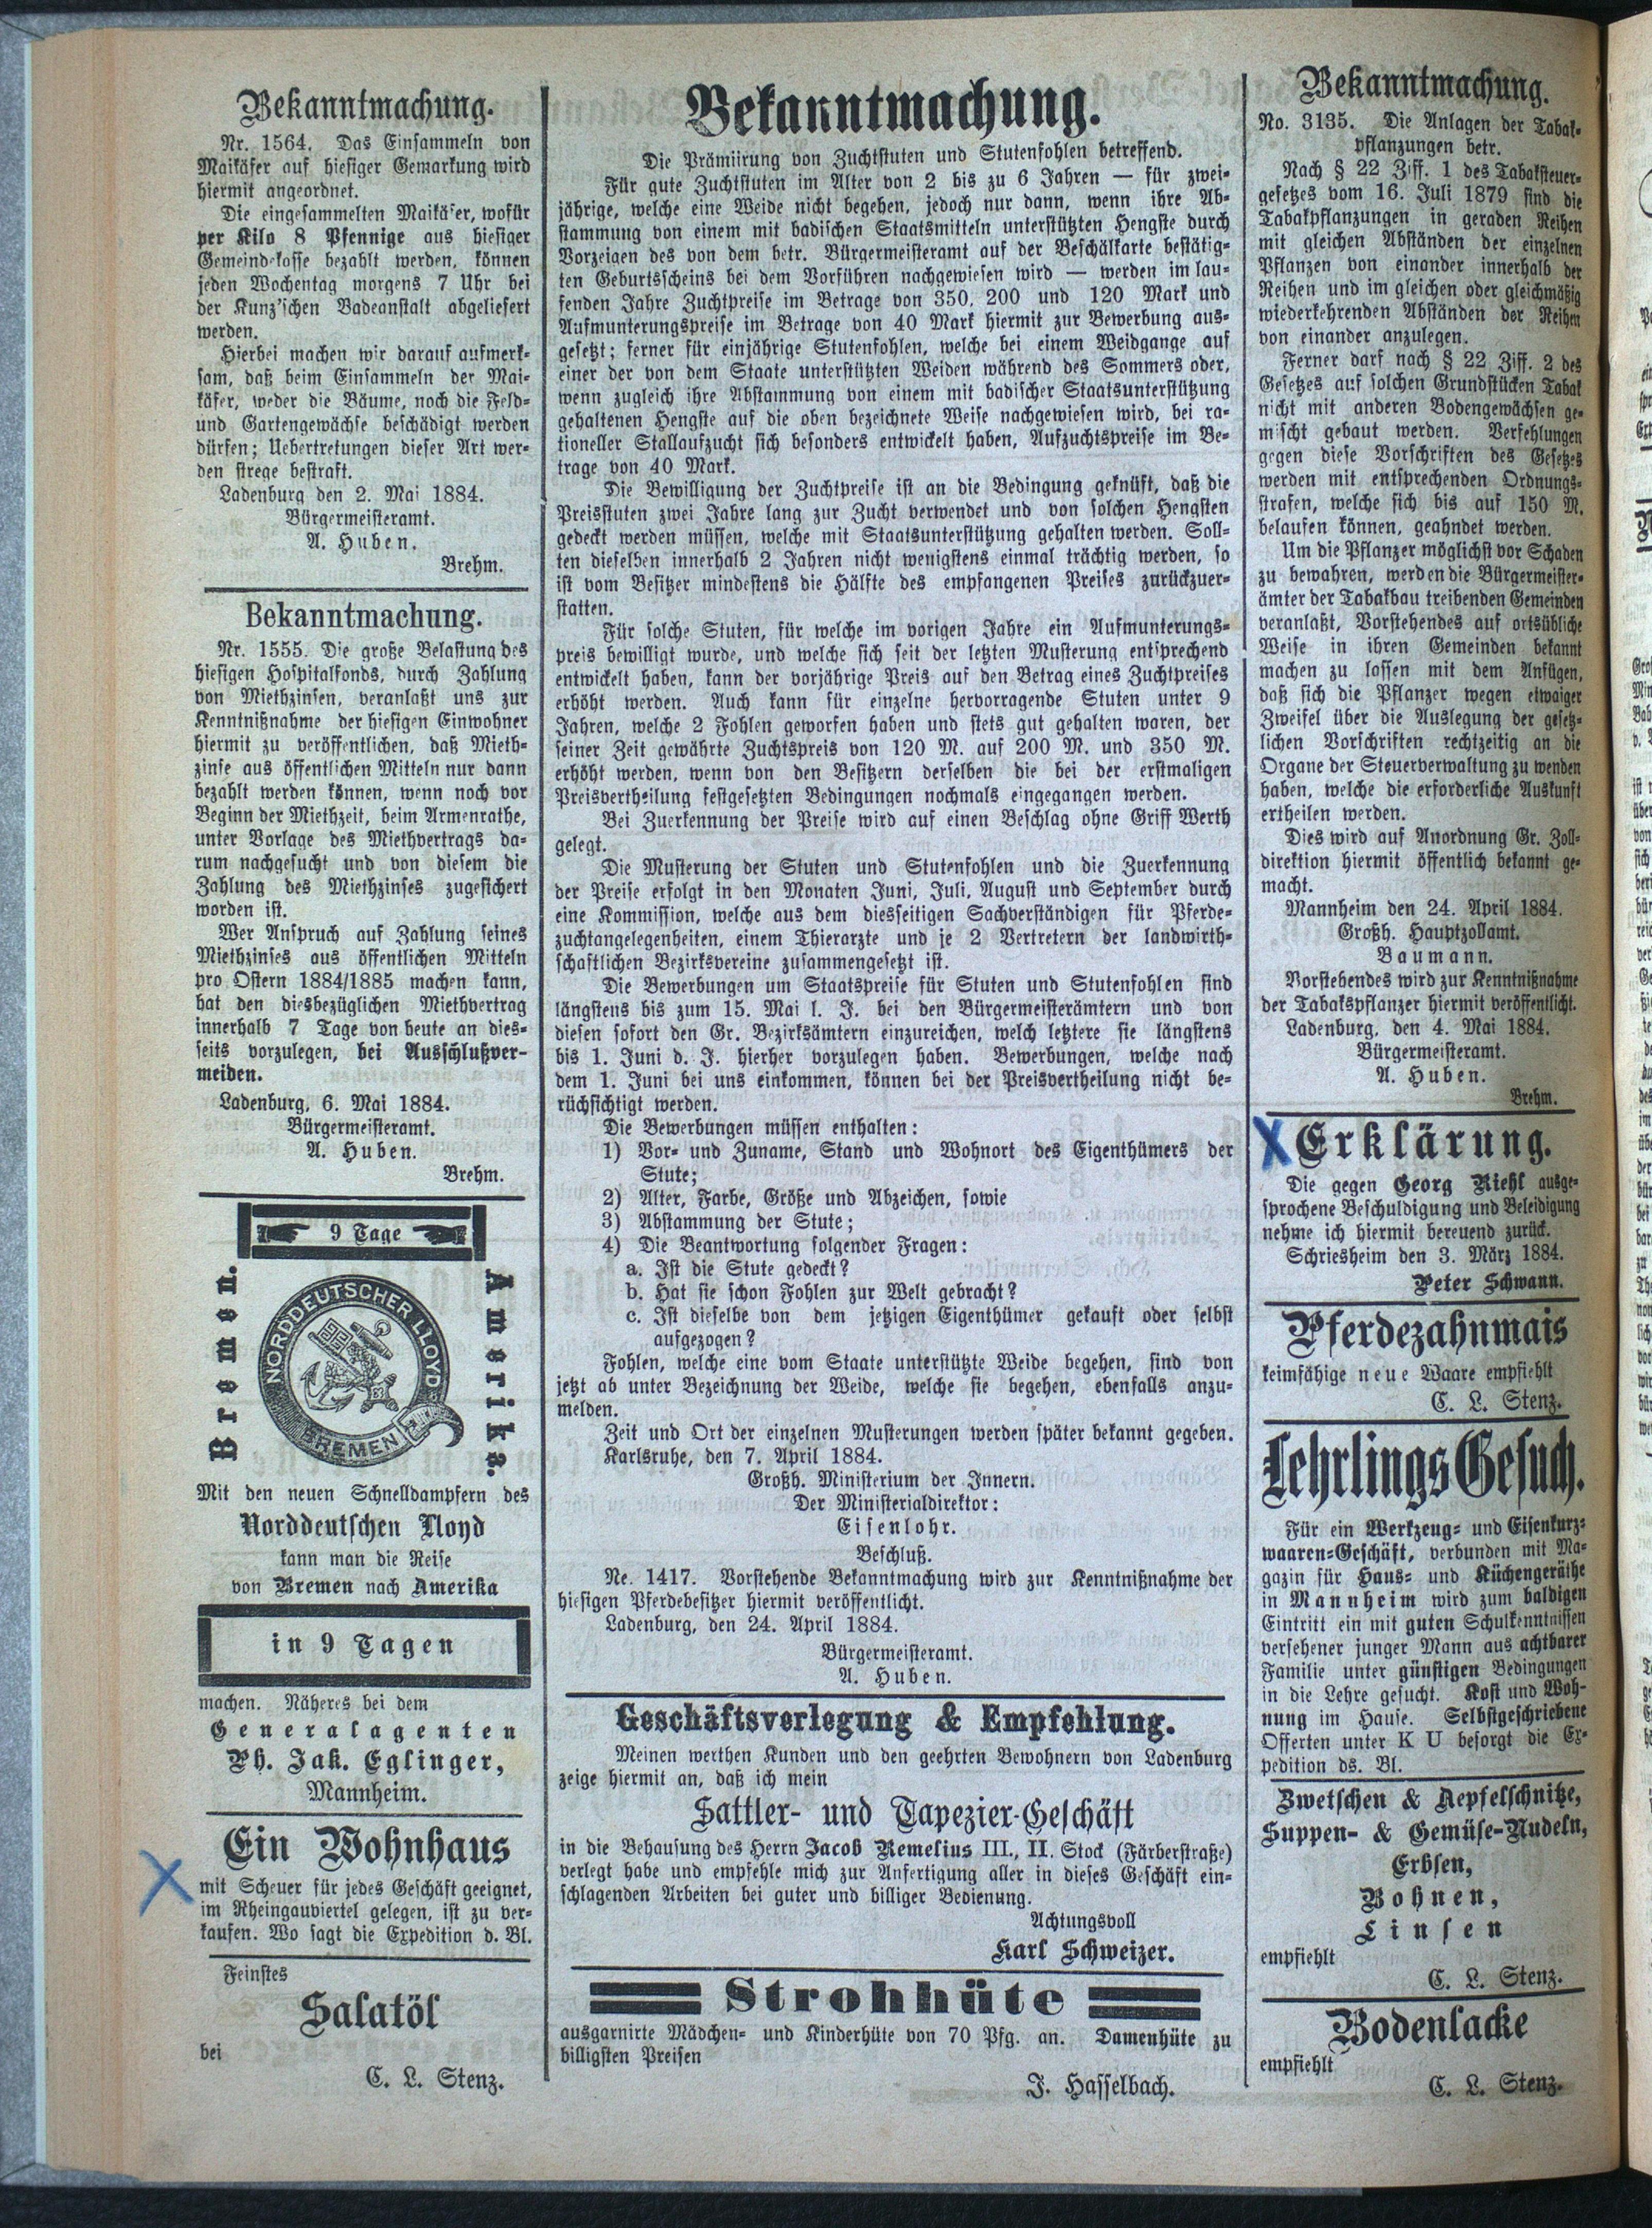 Bekanntmachung.
Nr. 1564. Das Einsammeln von
Maikäfer auf hiesiger Gemarkung wird
hiermit angeordnet.
Die eingesammelten Maikäfer, wofür
per Kilo 8 Pfennige aus hiesiger
Gemeindekasse bezahlt werden, können
jeden Wochentag morgens 7 Uhr bei
der Kunz'schen Badeanstalt abgeliefert
werden.
Hierbei machen wir darauf aufmerk-
sam, daß beim Einsammeln der Mai-
käfer, weder die Bäume, noch die Feld-
und Gartengewächse beschädigt werden
dürfen; Uebertretungen dieser Art wer-
den strege bestraft.
Ladenburg den 2. Mai 1884.
Bürgermeisteramt.
A. Huben.
Brehm.
Bekanntmachung.
Nr. 1555. Die große Belastung des
hiesigen Hospitalfonds, durch Zahlung
von Miethzinsen, veranlaßt uns zur
Kenntnißnahme der hiesigen Einwohner
hiermit zu veröffentlichen, daß Mieth-
zinse aus öffentlichen Mitteln nur dann
bezahlt werden können, wenn noch vor
Beginn der Miethzeit, beim Armenrathe,
unter Vorlage des Miethvertrags da-
rum nachgesucht und von diesem die
Zahlung des Miethzinses zugesichert
worden ist.
Wer Anspruch auf Zahlung seines
Miethzinses aus öffentlichen Mitteln
pro Ostern 1884/1885 machen kann,
hat den diesbezüglichen Miethvertrag
innerhalb 7 Tage von heute an dies-
seits vorzulegen, bei Ausschlußver-
meiden.
Ladenburg, 6. Mai 1884.
Bürgermeisteramt.
A. Huben.
Brehm.
9 Tage
Bremen.
NORDDEUTSCHER LLOYD
BREMEN
Amerika.
Mit den neuen Schnelldampfern des
Norddeutschen Lloyd
kann man die Reise
von Bremen nach Amerika
in 9 Tagen
machen. Näheres bei dem
Generalagenten
Ph. Jak. Eglinger,
Mannheim.
Ein Wohnhaus
mit Scheuer für jedes Geschäft geeignet,
im Rheingauviertel gelegen, ist zu ver-
kaufen. Wo sagt die Expedition d. Bl.
Feinstes
Salatöl
bei
C. L. Stenz.
Bekanntmachung.
Die Prämiirung von Zuchtstuten und Stutenfohlen betreffend.
Für gute Zuchtstuten im Alter von 2 bis zu 6 Jahren — für zwei-
jährige, welche eine Weide nicht begehen, jedoch nur dann, wenn ihre Ab-
stammung von einem mit badischen Staatsmitteln unterstützten Hengste durch
Vorzeigen des von dem betr. Bürgermeisteramt auf der Beschälkarte bestätig-
ten Geburtsscheins bei dem Vorführen nachgewiesen wird — werden im lau-
fenden Jahre Zuchtpreise im Betrage von 350, 200 und 120 Mark und
Aufmunterungspreise im Betrage von 40 Mark hiermit zur Bewerbung aus-
gesetzt; ferner für einjährige Stutenfohlen, welche bei einem Weidgange auf
einer der von dem Staate unterstützten Weiden während des Sommers oder,
wenn zugleich ihre Abstammung von einem mit badischer Staatsunterstützung
gehaltenen Hengste auf die oben bezeichnete Weise nachgewiesen wird, bei ra-
tioneller Stallaufzucht sich besonders entwickelt haben, Aufzuchtspreise im Be-
trage von 40 Mark.
Die Bewilligung der Zuchtpreise ist an die Bedingung geknüft, daß die
Preisstuten zwei Jahre lang zur Zucht verwendet und von solchen Hengsten
gedeckt werden müssen, welche mit Staatsunterstützung gehalten werden. Soll-
ten dieselben innerhalb 2 Jahren nicht wenigstens einmal trächtig werden, so
ist vom Besitzer mindestens die Hälfte des empfangenen Preises zurückzuer-
statten.
Für solche Stuten, für welche im vorigen Jahre ein Aufmunterungs-
preis bewilligt wurde, und welche sich seit der letzten Musterung entsprechend
entwickelt haben, kann der vorjährige Preis auf den Betrag eines Zuchtpreises
erhöht werden. Auch kann für einzelne hervorragende Stuten unter 9
Jahren, welche 2 Fohlen geworfen haben und stets gut gehalten waren, der
seiner Zeit gewährte Zuchtspreis von 120 M. auf 200 M. und 350 M.
erhöht werden, wenn von den Besitzern derselben die bei der erstmaligen
Preisvertheilung festgesetzten Bedingungen nochmals eingegangen werden.
Bei Zuerkennung der Preise wird auf einen Beschlag ohne Griff Werth
gelegt.
Die Musterung der Stuten und Stutenfohlen und die Zuerkennung
der Preise erfolgt in den Monaten Juni, Juli, August und September durch
eine Kommission, welche aus dem diesseitigen Sachverständigen für Pferde-
zuchtangelegenheiten, einem Thierarzte und je 2 Vertretern der landwirth-
schaftlichen Bezirksvereine zusammengesetzt ist.
Die Bewerbungen um Staatspreise für Stuten und Stutenfohlen sind
längstens bis zum 15. Mai l. J. bei den Bürgermeisterämtern und von
diesen sofort den Gr. Bezirksämtern einzureichen, welch letztere sie längstens
bis 1. Juni d. J. hierher vorzulegen haben. Bewerbungen, welche nach
dem 1. Juni bei uns einkommen, können bei der Preisvertheilung nicht be-
rüchsichtigt werden.
Die Bewerbungen müssen enthalten:
1) Vor- und Zuname, Stand und Wohnort des Eigenthümers der
Stute;
2) Alter, Farbe, Größe und Abzeichen, sowie
3) Abstammung der Stute;
4) Die Beantwortung folgender Fragen:
a. Ist die Stute gedeckt?
b. Hat sie schon Fohlen zur Welt gebracht?
c. Ist dieselbe von dem jetzigen Eigenthümer gekauft oder selbst
aufgezogen?
Fohlen, welche eine vom Staate unterstützte Weide begehen, sind von
jetzt ab unter Bezeichnung der Weide, welche sie begehen, ebenfalls anzu-
melden.
Zeit und Ort der einzelnen Musterungen werden später bekannt gegeben.
Karlsruhe, den 7. April 1884.
Großh. Ministerium der Innern.
Der Ministerialdirektor:
Eisenlohr.
Beschluß.
Ne. 1417. Vorstehende Bekanntmachung wird zur Kenntnißnahme der
hiesigen Pferdebesitzer hiermit veröffentlicht.
Ladenburg, den 24. April 1884.
Bürgermeisteramt.
A. Huben.
Geschäftsverlegung & Empfehlung.
Meinen werthen Kunden und den geehrten Bewohnern von Ladenburg
zeige hiermit an, daß ich mein
Sattler- und Tapezier-Geschäft
in die Behausung des Herrn Jacob Remelius III., II. Stock (Färberstraße)
verlegt habe und empfehle mich zur Anfertigung aller in dieses Geschäft ein-
schlagenden Arbeiten bei guter und billiger Bedienung.
Achtungsvoll
Karl Schweizer.
Strohhüte
ausgarnirte Mädchen- und Kinderhüte von 70 Pfg. an. Damenhüte zu
billigsten Preisen
J. Hasselbach.
Bekanntmachung.
No. 3135. Die Anlagen der Tabak-
pflanzungen betr.
Nach § 22 Ziff. 1 des Tabaksteuer-
gesetzes vom 16. Juli 1879 sind die
Tabakpflanzungen in geraden Reihen
mit gleichen Abständen der einzelnen
Pflanzen von einander innerhalb der
Reihen und im gleichen oder gleichmäßig
wiederkehrenden Abständen der Reihen
von einander anzulegen.
Ferner darf nach § 22 Ziff. 2 des
Gesetzes auf solchen Grundstücken Tabak
nicht mit anderen Bodengewächsen ge-
mischt gebaut werden. Verfehlungen
gegen diese Vorschriften des Gesetzes
werden mit entsprechenden Ordnungs-
strafen, welche sich bis auf 150 M.
belaufen können, geahndet werden.
Um die Pflanzer möglichst vor Schaden
zu bewahren, werden die Bürgermeister-
ämter der Tabakbau treibenden Gemeinden
veranlaßt, Vorstehendes auf ortsübliche
Weise in ihren Gemeinden bekannt
machen zu lassen mit dem Anfügen,
daß sich die Pflanzer wegen etwaiger
Zweifel über die Auslegung der gesetz-
lichen Vorschriften rechtzeitig an die
Organe der Steuerverwaltung zu wenden
haben, welche die erforderliche Auskunft
ertheilen werden.
Dies wird auf Anordnung Gr. Zoll-
direktion hiermit öffentlich bekannt ge-
macht.
Mannheim den 24. April 1884.
Großh. Hauptzollamt.
Baumann.
Vorstehendes wird zur Kenntnißnahme
der Tabakspflanzer hiermit veröffentlicht.
Ladenburg, den 4. Mai 1884.
Bürgermeisteramt.
A. Huben.
Brehm.
Erklärung.
Die gegen Georg Riehl ausge-
sprochene Beschuldigung und Beleidigung
nehme ich hiermit bereuend zurück.
Schriesheim den 3. März 1884.
Peter Schwann.
Pferdezahnmais
keimfähige neue Waare empfiehlt
C. L. Stenz.
Lehrlings Gesuch.
Für ein Werkzeug- und Eisenkurz-
waaren-Geschäft, verbunden mit Ma-
gazin für Haus- und Küchengeräthe
in Mannheim wird zum baldigen
Eintritt ein mit guten Schulkenntnissen
versehener junger Mann aus achtbarer
Familie unter günstigen Bedingungen
in die Lehre gesucht. Kost und Woh-
nung im Hause. Selbstgeschriebene
Offerten unter K U besorgt die Ex-
pedition ds. Bl.
Zwetschen & Aepfelschnitze,
Suppen- & Gemüse-Nudeln,
Erbsen,
Bohnen,
Linsen
empfiehlt
C. L. Stenz.
Bodenlacke
empfiehlt
C. L. Stenz.